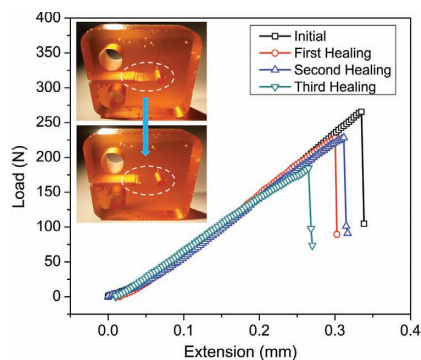 400
350
300
250
200
150
100
50
0
Load (N)
Initial
First Healing
Second Healing
Third Healing
0.0 0.1 0.2 0.3 0.4
Extension (mm)